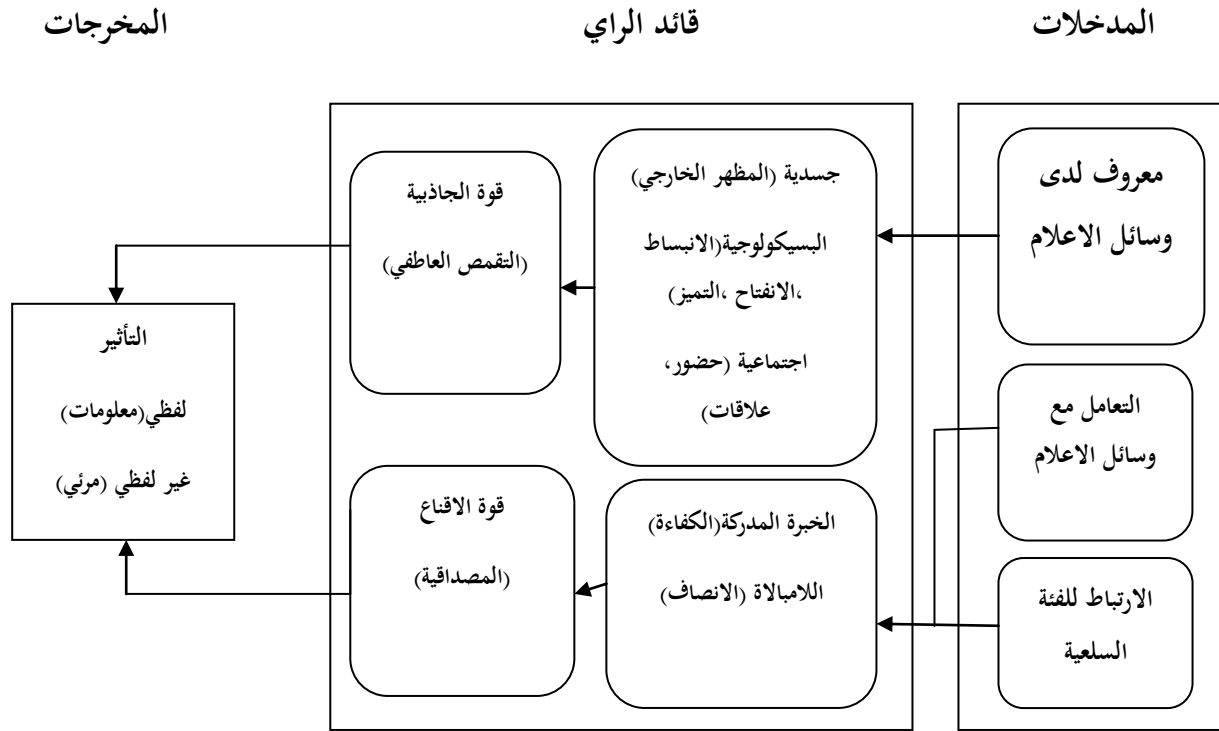 المدخلات
قائد الراي
المخرجات
معروف لدى
وسائل الاعلام
التعامل مع
وسائل الاعلام
الارتباط للفئة
السلعية
جسدية (المظهر الخارجي)
البسيكولوجية(الانبساط
،الانفتاح ،التميز)
اجتماعية (حضور،
علاقات)
الخبرة المدركة(الكفاءة)
اللامبالاة (الانصاف)
قوة الجاذبية
(التقمص العاطفي)
قوة الاقناع
(المصداقية)
التأثير
لفظي(معلومات)
غير لفظي (مرئي)